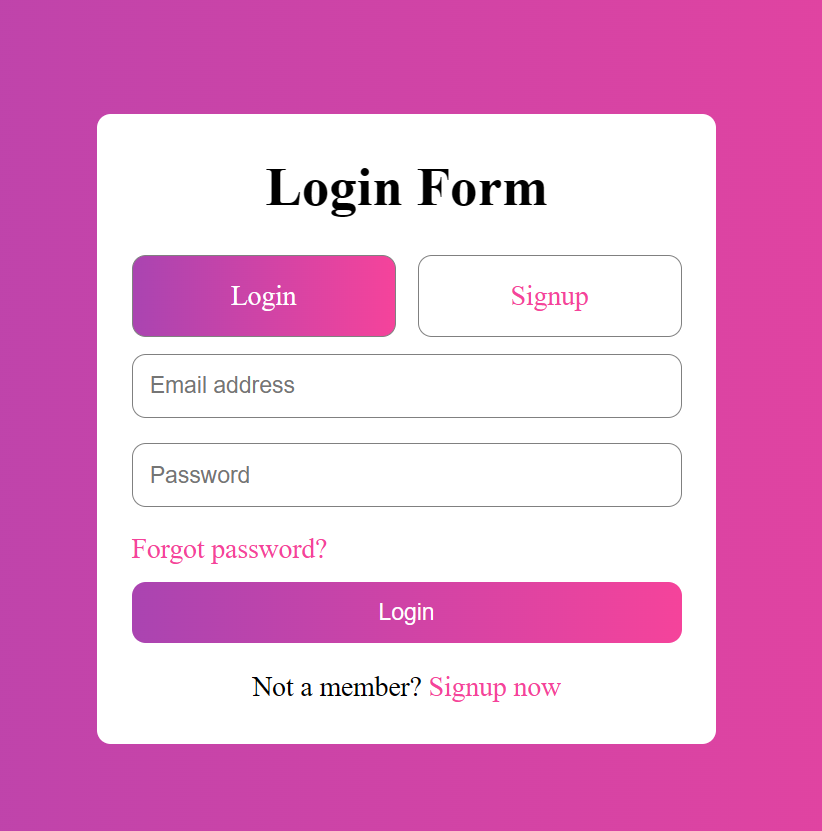 Login Form
Login Signup
Email address
Password
Forgot password?
Login
Not a member? Signup now